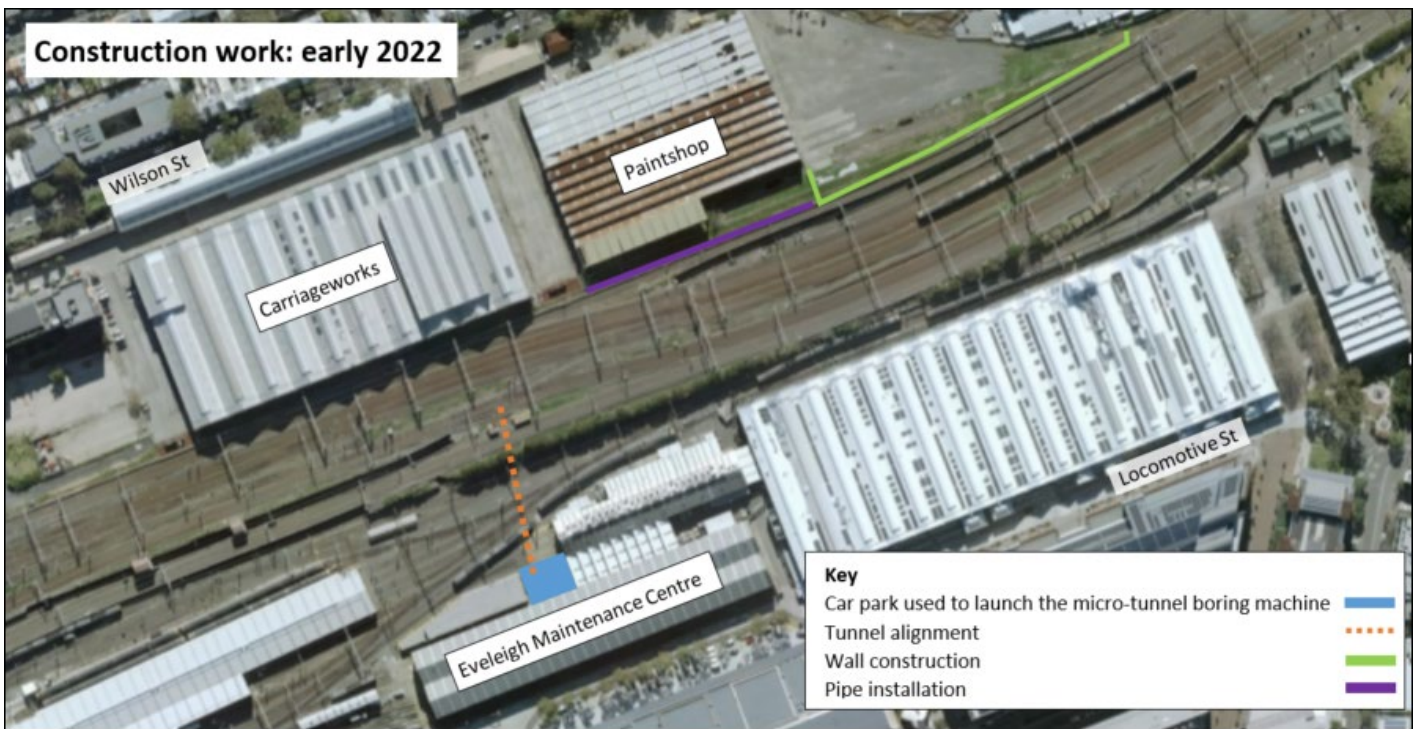 Construction work: early 2022
Wilson St
Paintshop
Carriageworks
Locomotive St
Eveleigh Maintenance Centre
Key
Car park used to launch the micro-tunnel boring machine
Tunnel alignment
Wall construction
Pipe installation